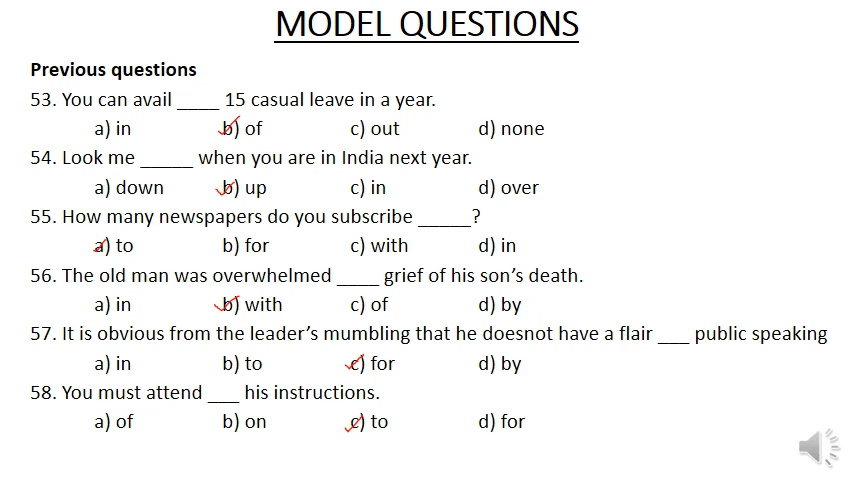 MODEL QUESTIONS
Previous questions
53. You can avail ____ 15 casual leave in a year.
a) in b) of c) out d) none
54. Look me _____ when you are in India next year.
a) down b) up c) in d) over
55. How many newspapers do you subscribe _____?
a) to b) for c) with d) in
56. The old man was overwhelmed ____ grief of his son's death.
a) in b) with c) of d) by
57. It is obvious from the leader's mumbling that he doesnot have a flair ___ public speaking
a) in b) to c) for d) by
58. You must attend ___ his instructions.
a) of b) on c) to d) for